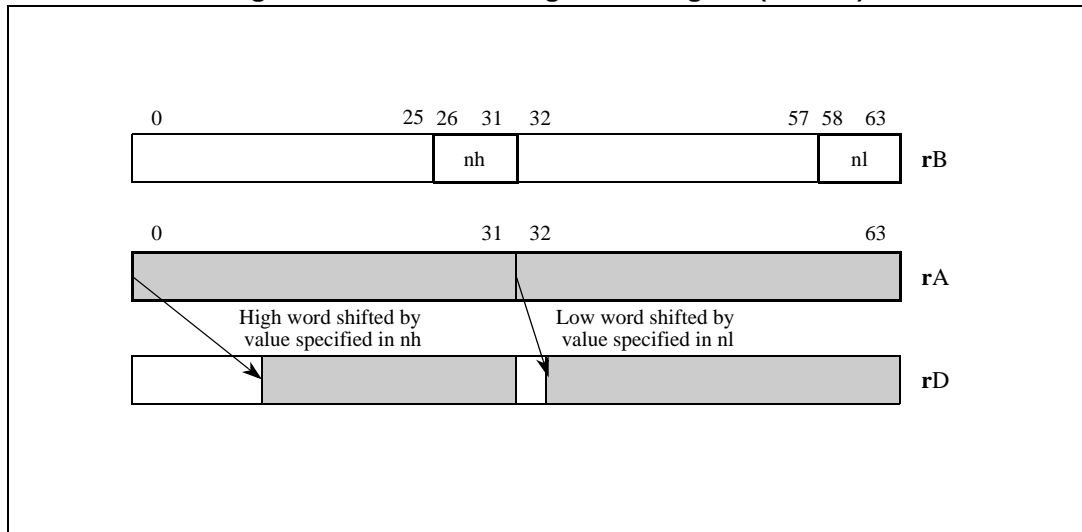 0 25 26 31 32 57 58 63
nh nl rB
0 31 32 63
rA
High word shifted by
value specified in nh
Low word shifted by
value specified in nl
rD